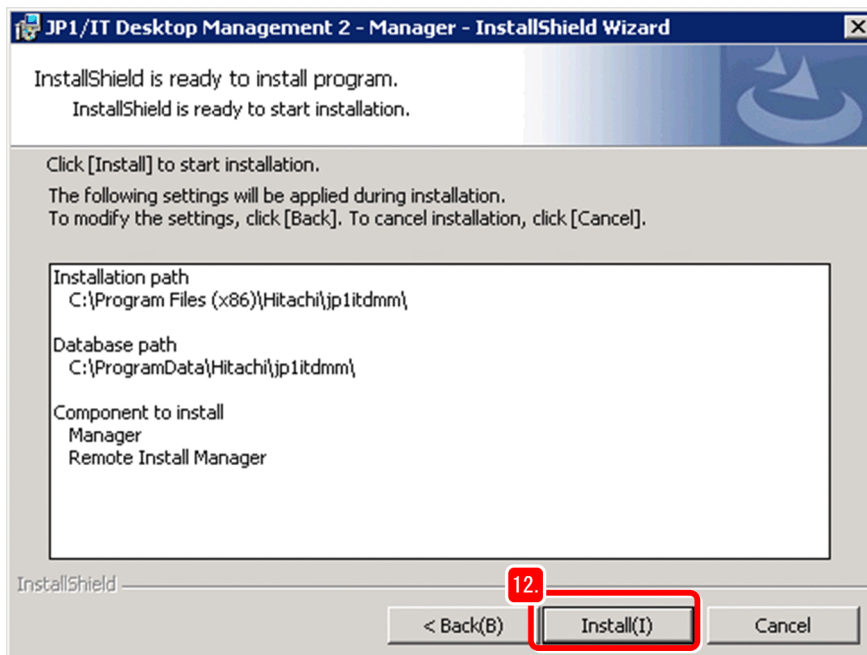 JP1/IT Desktop Management 2 - Manager - InstallShield Wizard
InstallShield is ready to install program.
InstallShield is ready to start installation.
Click [Install] to start installation.
The following settings will be applied during installation.
To modify the settings, click [Back]. To cancel installation, click [Cancel].
Installation path
C:\Program Files (x86)\Hitachi\jp1itdmm\
Database path
C:\ProgramData\Hitachi\jp1itdmm\
Component to install
Manager
Remote Install Manager
InstallShield
12.
< Back(B)
Install(I)
Cancel